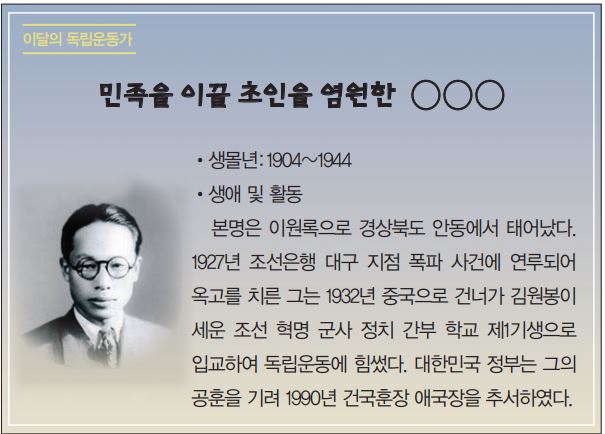 이달의 독립운동가
민족을 이끌 초인을 염원한 ○○○
• 생몰년: 1904~1944
• 생애 및 활동
본명은 이원록으로 경상북도 안동에서 태어났다.
1927년 조선은행 대구 지점 폭파 사건에 연루되어
옥고를 치른 그는 1932년 중국으로 건너가 김원봉이
세운 조선 혁명 군사 정치 간부 학교 제1기생으로
입교하여 독립운동에 힘썼다. 대한민국 정부는 그의
공훈을 기려 1990년 건국훈장 애국장을 추서하였다.